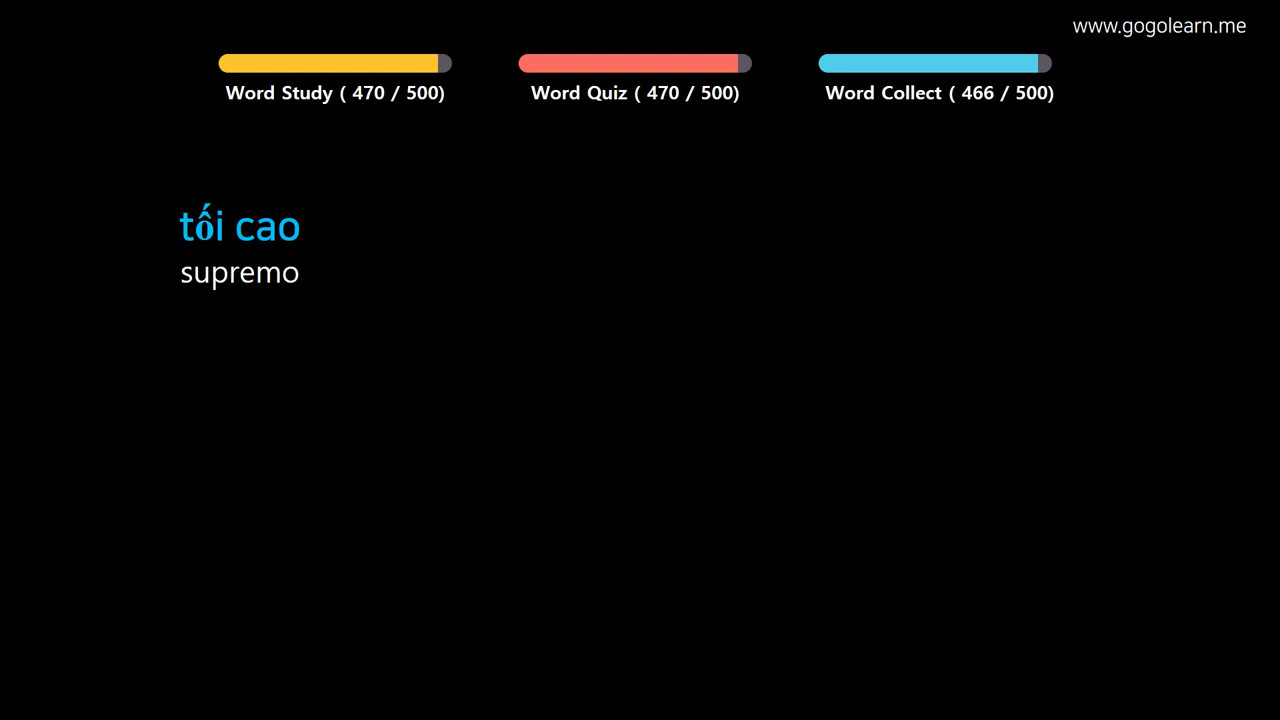 www.gogolearn.me
Word Study ( 470 / 500)
Word Quiz ( 470 / 500)
Word Collect ( 466 / 500)
tối cao
supremo